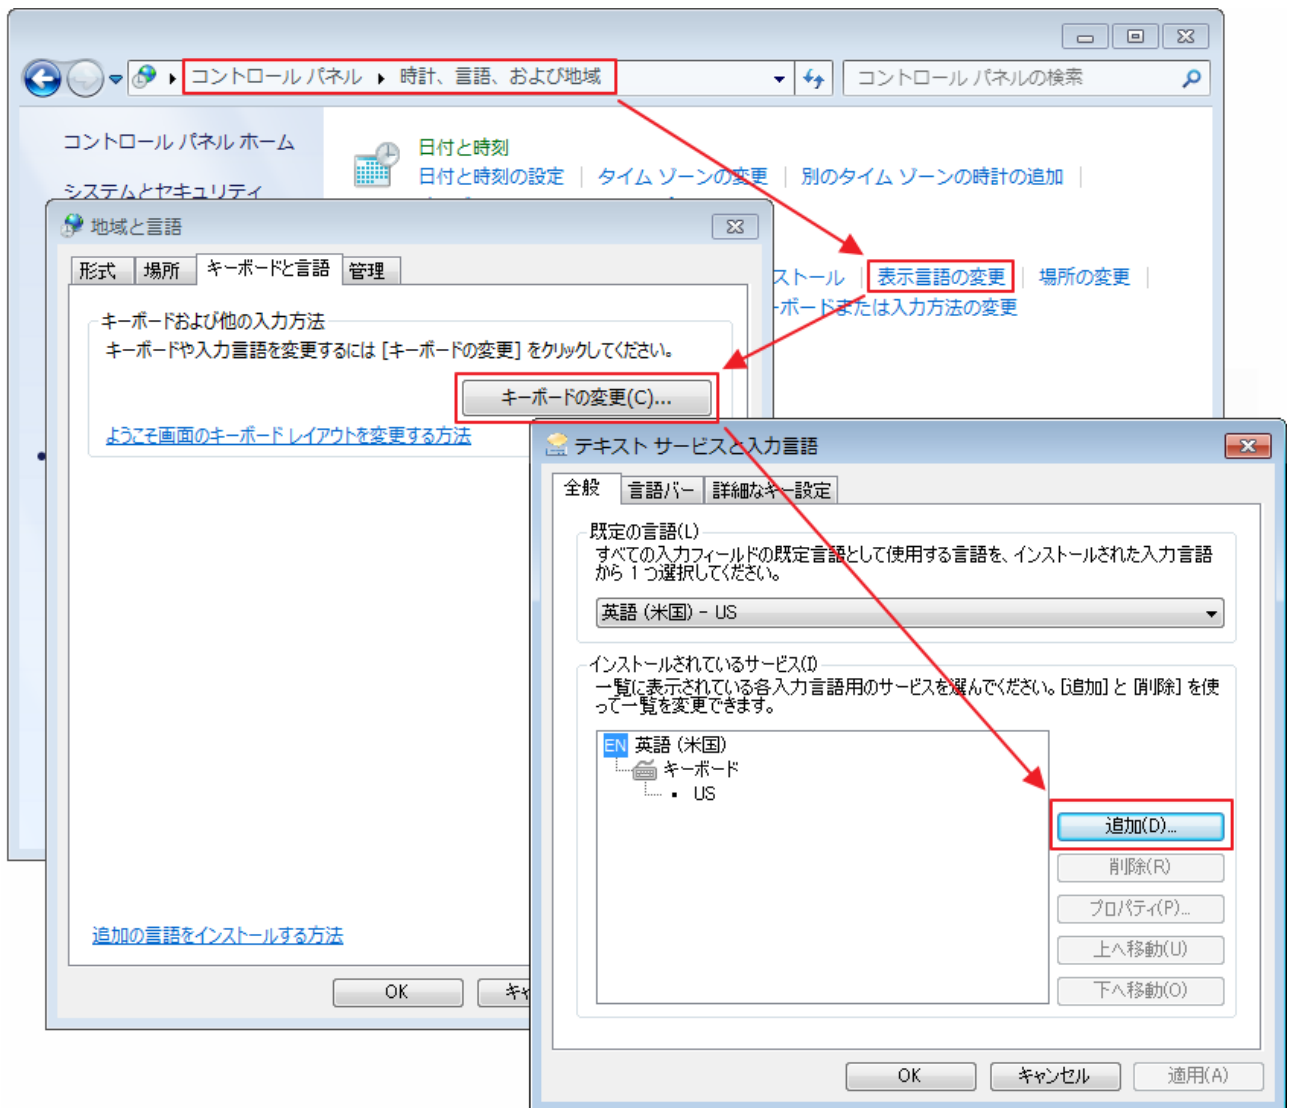 コントロール パネル ▸ 時計、言語、および地域
コントロール パネルの検索
コントロール パネル ホーム
システムとセキュリティ
日付と時刻
日付と時刻の設定 | タイム ゾーンの変更 | 別のタイム ゾーンの時計の追加 |
ストール | 表示言語の変更 | 場所の変更 |
ボードまたは入力方法の変更
地域と言語
形式 場所 キーボードと言語 管理
キーボードおよび他の入力方法
キーボードや入力言語を変更するには [キーボードの変更] をクリックしてください。
キーボードの変更(C)...
ようこそ画面のキーボード レイアウトを変更する方法
追加の言語をインストールする方法
OK キャ
テキスト サービスと入力言語
全般 言語バー 詳細なキー設定
既定の言語(L)
すべての入力フィールドの既定言語として使用する言語を、インストールされた入力言語
から 1 つ選択してください。
英語 (米国) - US
インストールされているサービス(I)
一覧に表示されている各入力言語用のサービスを選んでください。[追加] と [削除] を使
って一覧を変更できます。
EN 英語 (米国)
キーボード
• US
追加(D)...
削除(R)
プロパティ(P)...
上へ移動(U)
下へ移動(O)
OK キャンセル 適用(A)